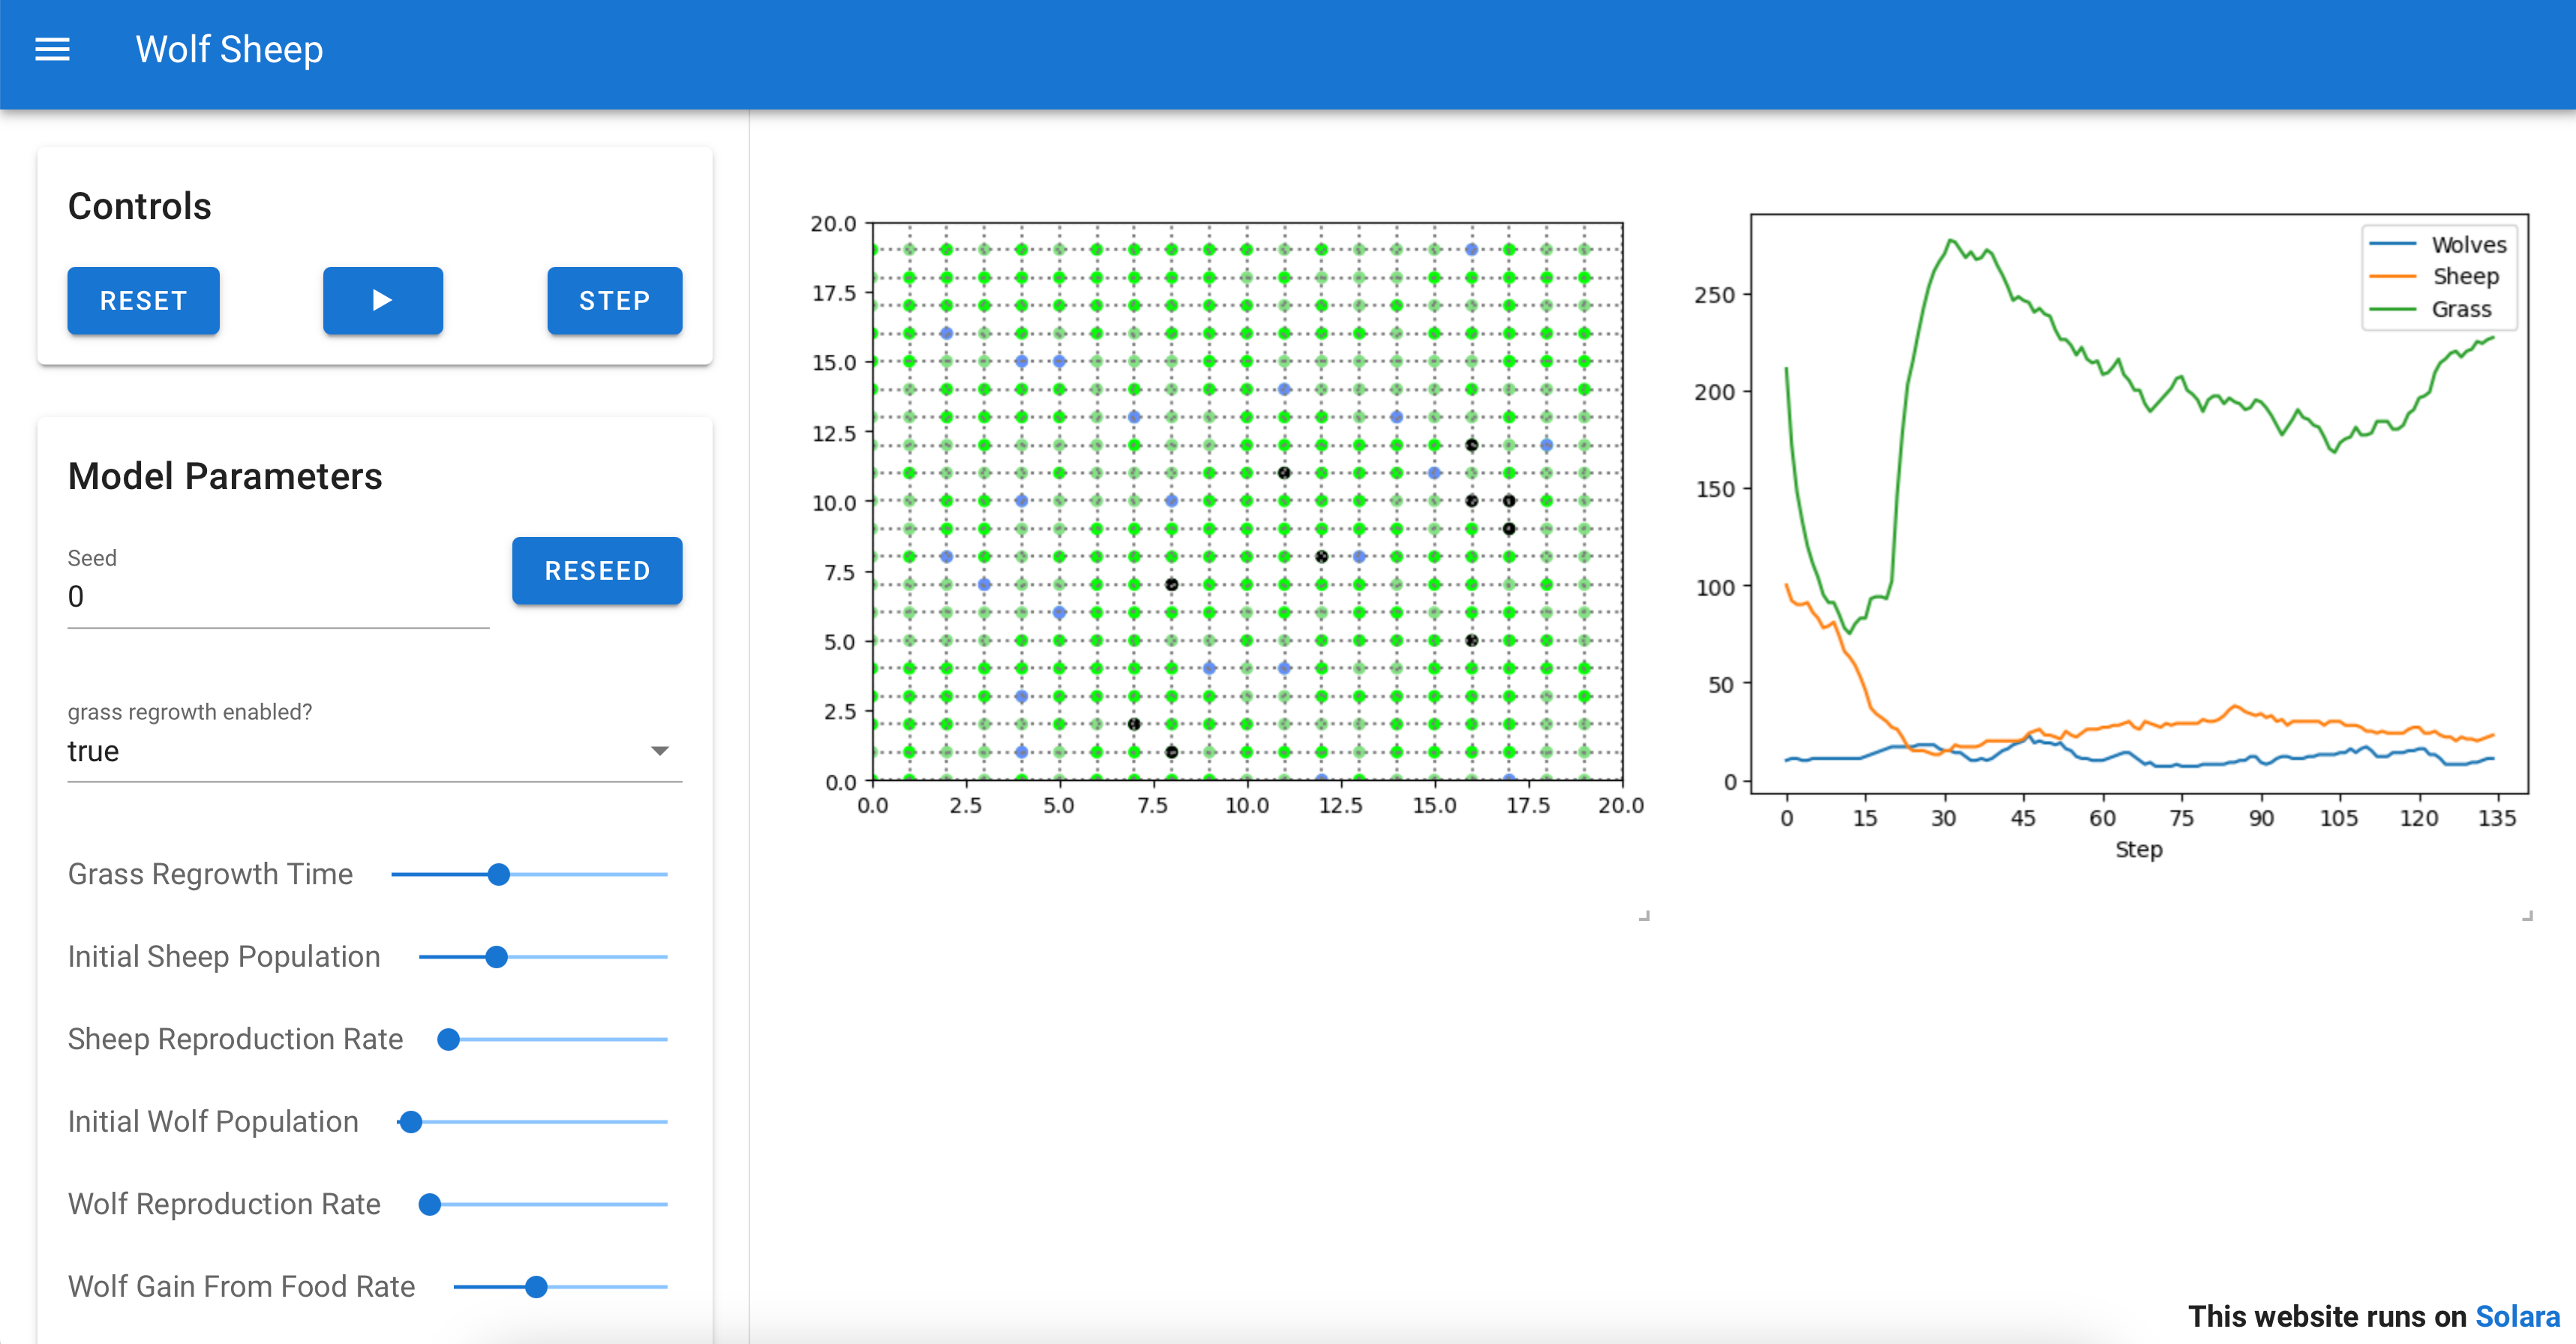 Wolf Sheep
Controls
RESET
STEP
Model Parameters
Seed
0
RESEED
grass regrowth enabled?
true
Grass Regrowth Time
Initial Sheep Population
Sheep Reproduction Rate
Initial Wolf Population
Wolf Reproduction Rate
Wolf Gain From Food Rate
20.0
17.5
15.0
12.5
10.0
7.5
5.0
2.5
0.0
0.0 2.5 5.0 7.5 10.0 12.5 15.0 17.5 20.0
Wolves
Sheep
Grass
250
200
150
100
50
0
0 15 30 45 60 75 90 105 120 135
Step
This website runs on Solara